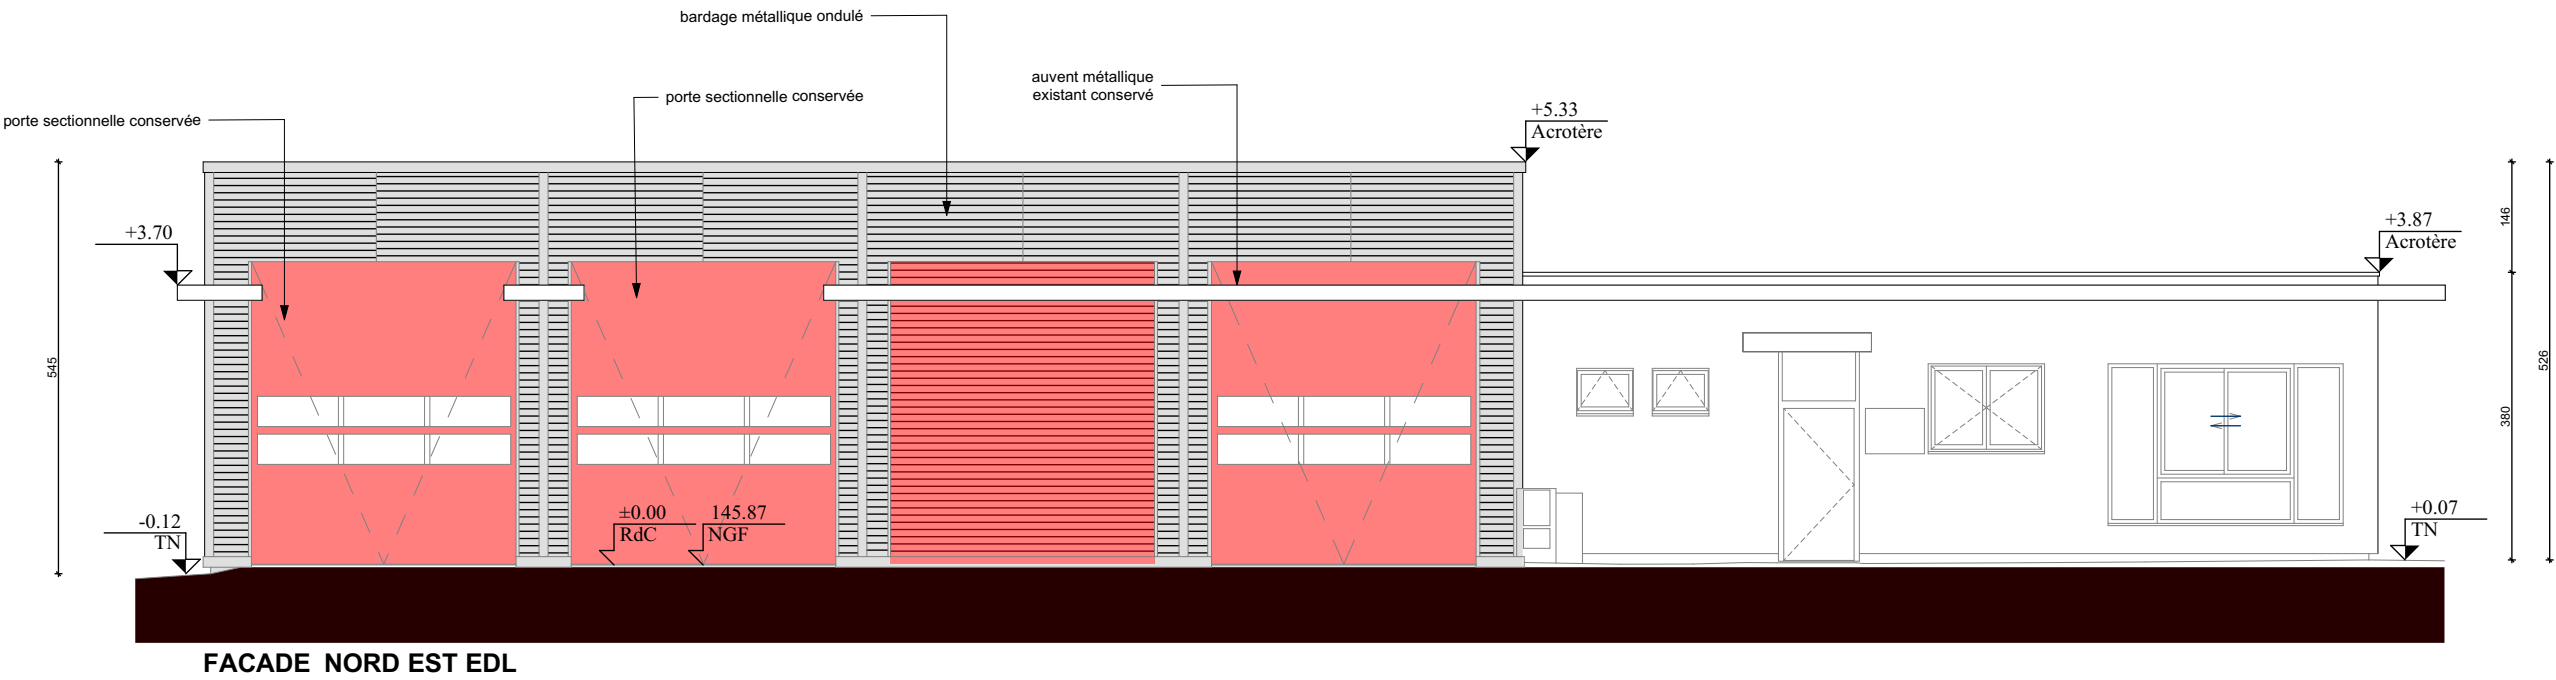 bardage métallique ondulé
auvent métallique
existant conservé
porte sectionnelle conservée
porte sectionnelle conservée
+5.33
Acrotère
+3.70
+3.87
Acrotère
146
545
526
380
-0.12
TN
±0.00
RdC
145.87
NGF
+0.07
TN
FACADE NORD EST EDL